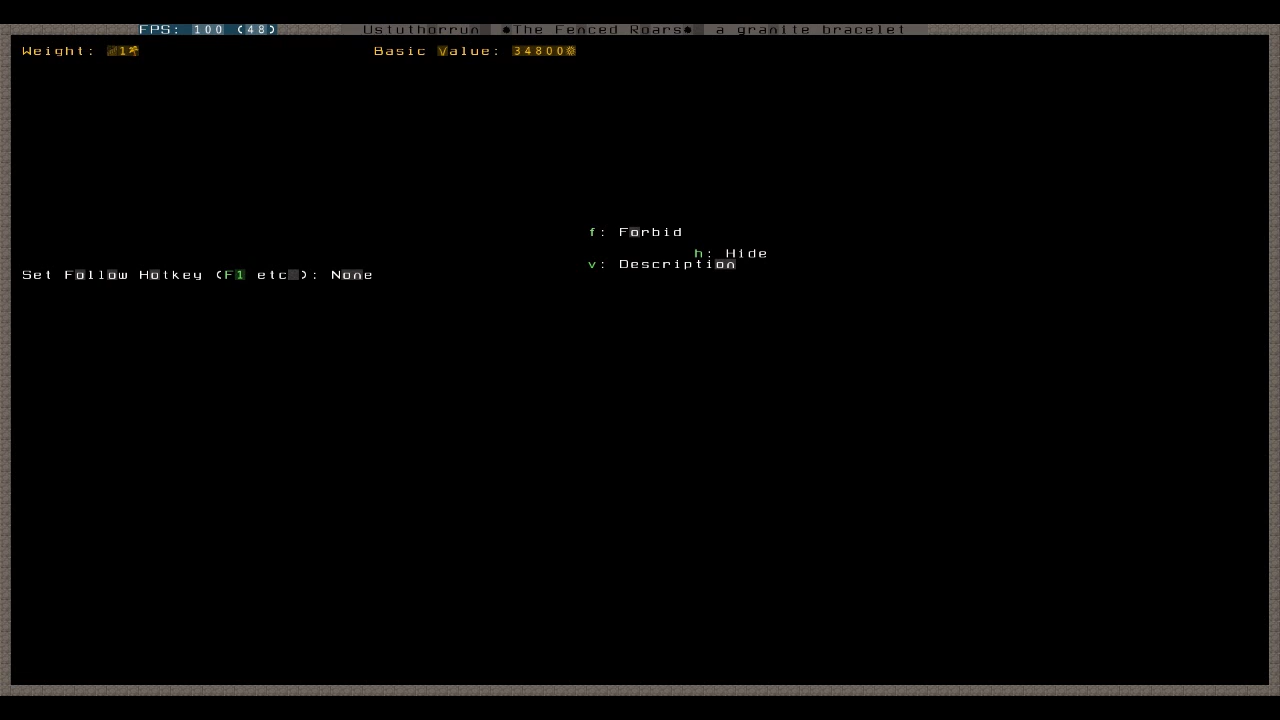 FPS: 100 (48) Ustuthorrun "The Fenced Roars" a granite bracelet
Weight: <1Γ Basic Value: 34800☼
f: Forbid
h: Hide
v: Description
Set Follow Hotkey (F1 etc.): None